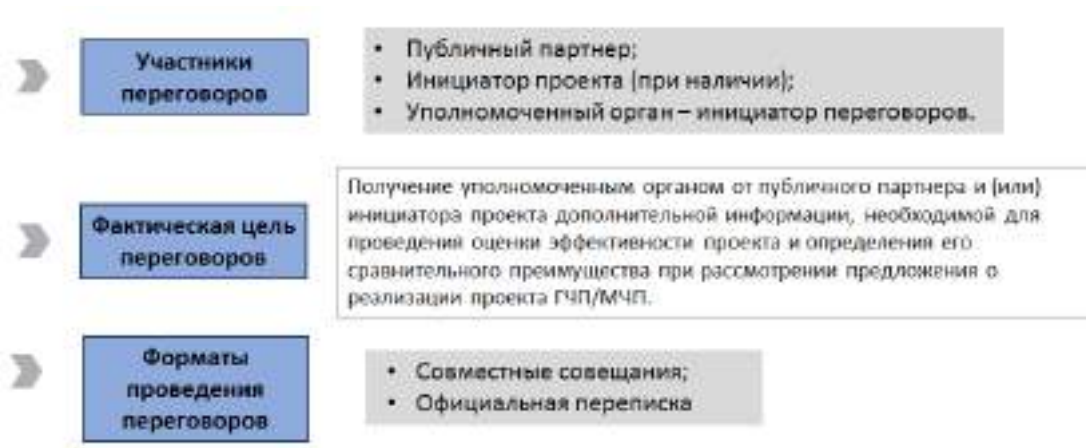 Участники
переговоров
• Публичный партнер;
• Инициатор проекта (при наличии);
• Уполномоченный орган – инициатор переговоров.
Фактическая цель
переговоров
Получение уполномоченным органом от публичного партнера и (или)
инициатора проекта дополнительной информации, необходимой для
проведения оценки эффективности проекта и определения его
сравнительного преимущества при рассмотрении предложения о
реализации проекта ГЧП/МЧП.
Форматы
проведения
переговоров
• Совместные совещания;
• Официальная переписка